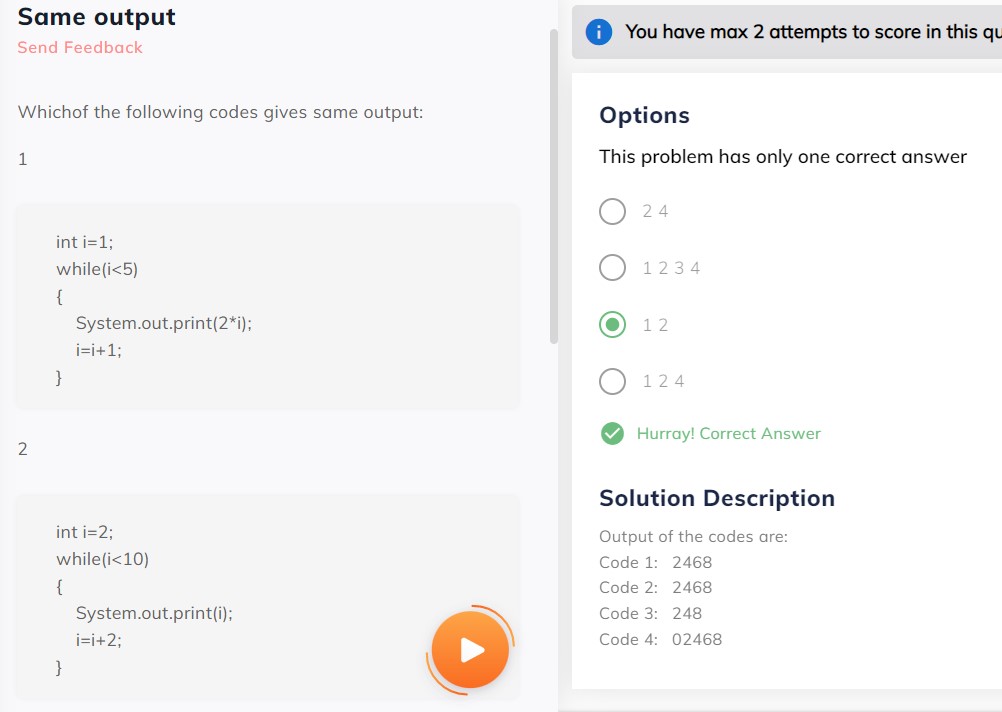 Same output
Send Feedback
Whichof the following codes gives same output:
1
int i=1;
while(i<5)
{
System.out.print(2*i);
i=i+1;
}
2
int i=2;
while(i<10)
{
System.out.print(i);
i=i+2;
}
You have max 2 attempts to score in this
Options
This problem has only one correct answer
2 4
1 2 3 4
1 2
1 2 4
Hurray! Correct Answer
Solution Description
Output of the codes are:
Code 1: 2468
Code 2: 2468
Code 3: 248
Code 4: 02468